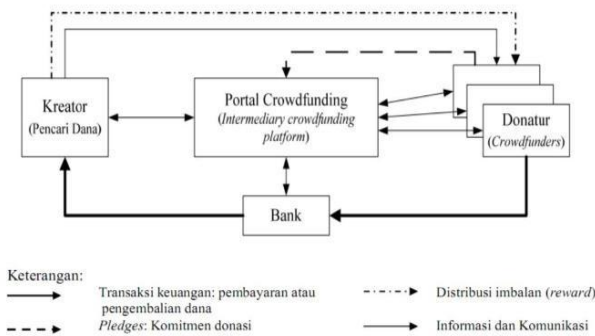 Kreator
(Pencari Dana)
Portal Crowdfunding
(Intermediary crowdfunding
platform)
Donatur
(Crowdfunders)
Bank
Keterangan:
Transaksi keuangan: pembayaran atau
pengembalian dana
Pledges: Komitmen donasi
Distribusi imbalan (reward)
Informasi dan Komunikasi